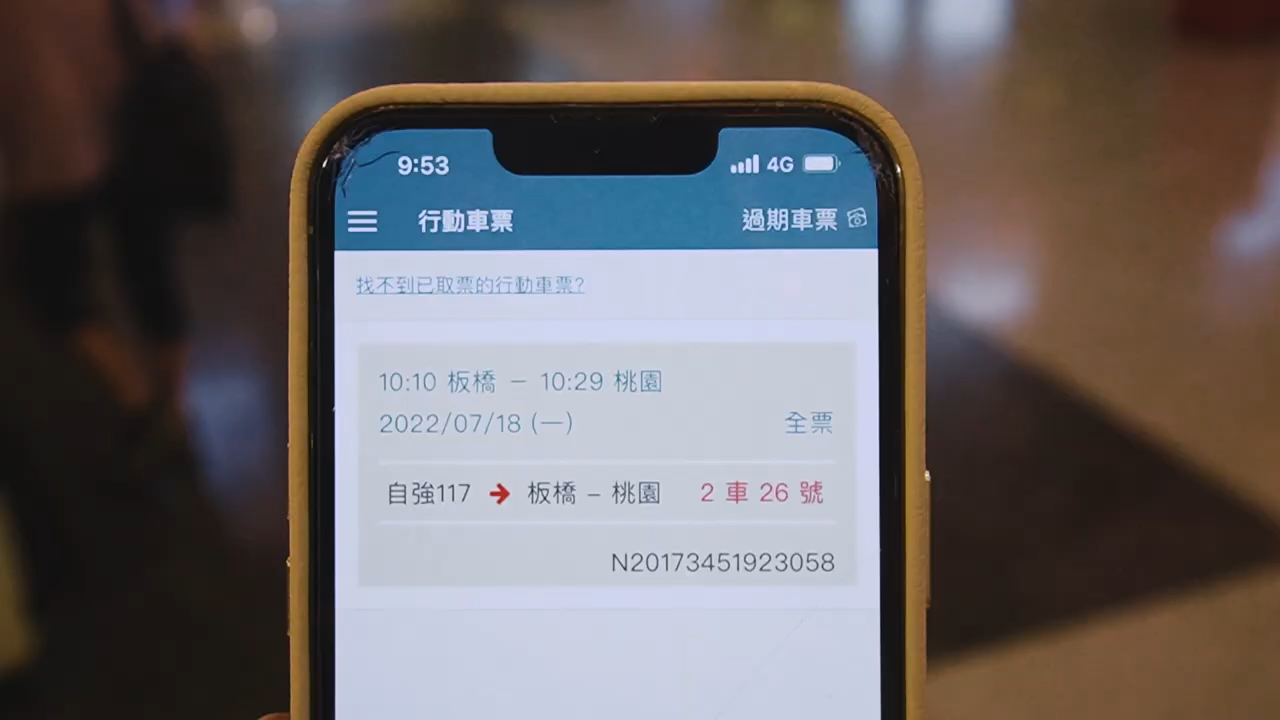 9:53 4G
行動車票 過期車票
找不到已取票的行動車票?
10:10 板橋 – 10:29 桃園
2022/07/18 (一) 全票
自強117 → 板橋 – 桃園 2 車 26 號
N20173451923058